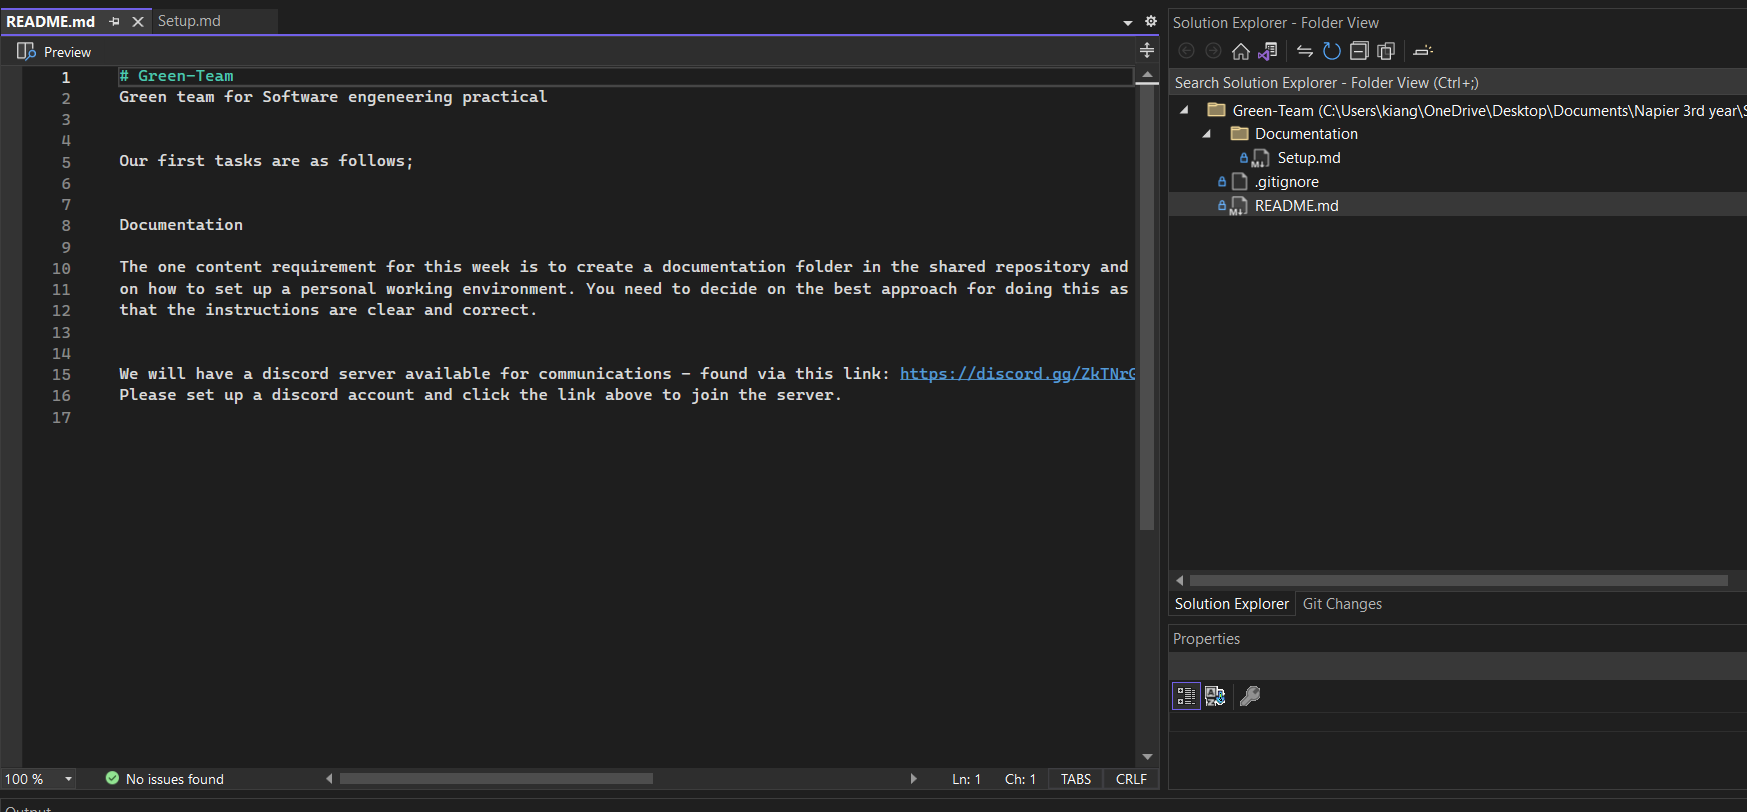 README.md
Setup.md
Preview
1 # Green-Team
2 Green team for Software engeneering practical
3
4
5 Our first tasks are as follows;
6
7
8 Documentation
9
10 The one content requirement for this week is to create a documentation folder in the shared repository and
11 on how to set up a personal working environment. You need to decide on the best approach for doing this as
12 that the instructions are clear and correct.
13
14
15 We will have a discord server available for communications - found via this link: https://discord.gg/ZkTNrG
16 Please set up a discord account and click the link above to join the server.
17
100 %
No issues found
Ln: 1
Ch: 1
TABS
CRLF
Output
Solution Explorer - Folder View
Search Solution Explorer - Folder View (Ctrl+;)
Green-Team (C:\Users\kiang\OneDrive\Desktop\Documents\Napier 3rd year\S
Documentation
Setup.md
.gitignore
README.md
Solution Explorer
Git Changes
Properties